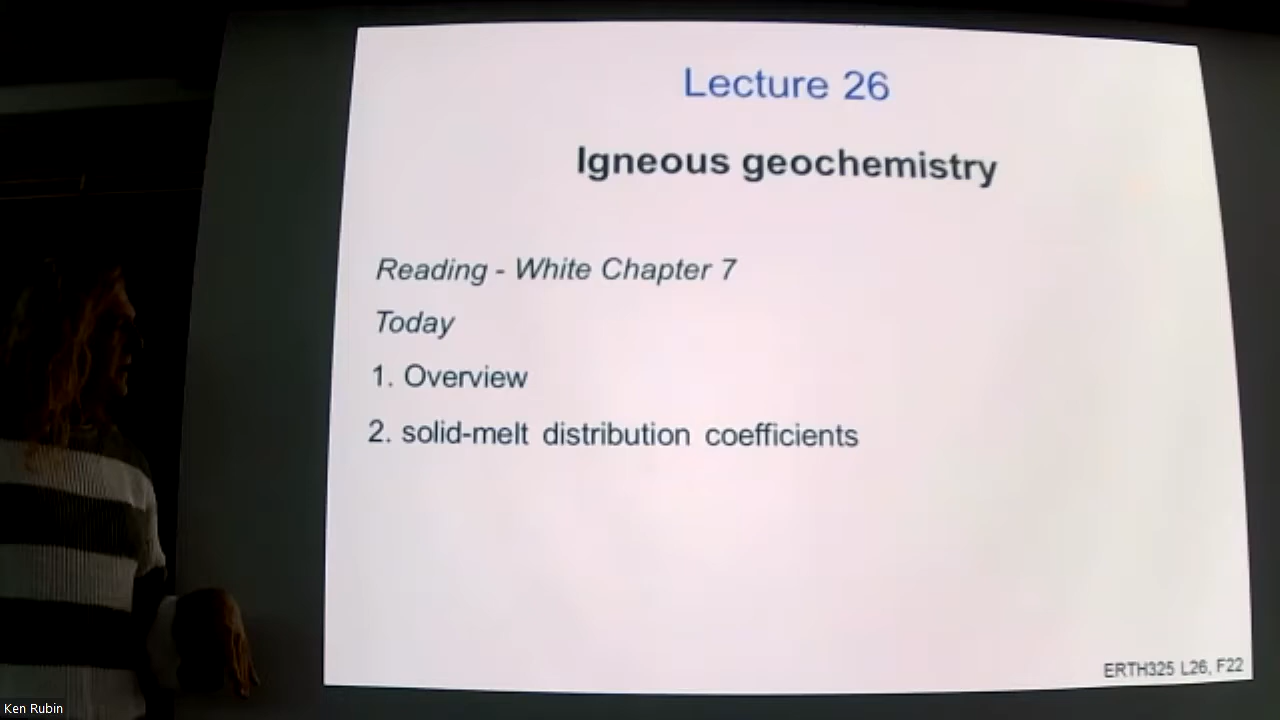 Lecture 26
Igneous geochemistry
Reading - White Chapter 7
Today
1. Overview
2. solid-melt distribution coefficients
ERTH325 L26, F22
Ken Rubin